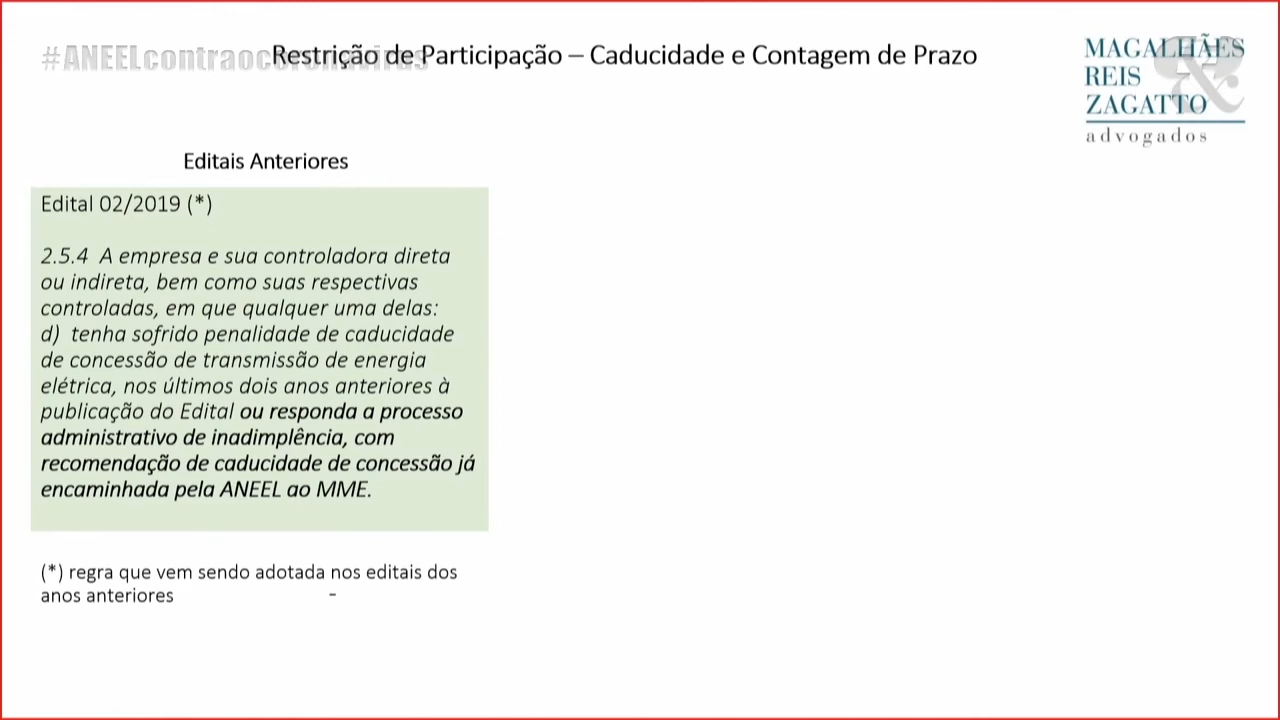 #ANEELcontraocoronavírus
Restrição de Participação – Caducidade e Contagem de Prazo
MAGALHÃES
REIS
ZAGATTO
advogados
&
Editais Anteriores
Edital 02/2019 (*)
2.5.4 A empresa e sua controladora direta
ou indireta, bem como suas respectivas
controladas, em que qualquer uma delas:
d) tenha sofrido penalidade de caducidade
de concessão de transmissão de energia
elétrica, nos últimos dois anos anteriores à
publicação do Edital ou responda a processo
administrativo de inadimplência, com
recomendação de caducidade de concessão já
encaminhada pela ANEEL ao MME.
(*) regra que vem sendo adotada nos editais dos
anos anteriores -